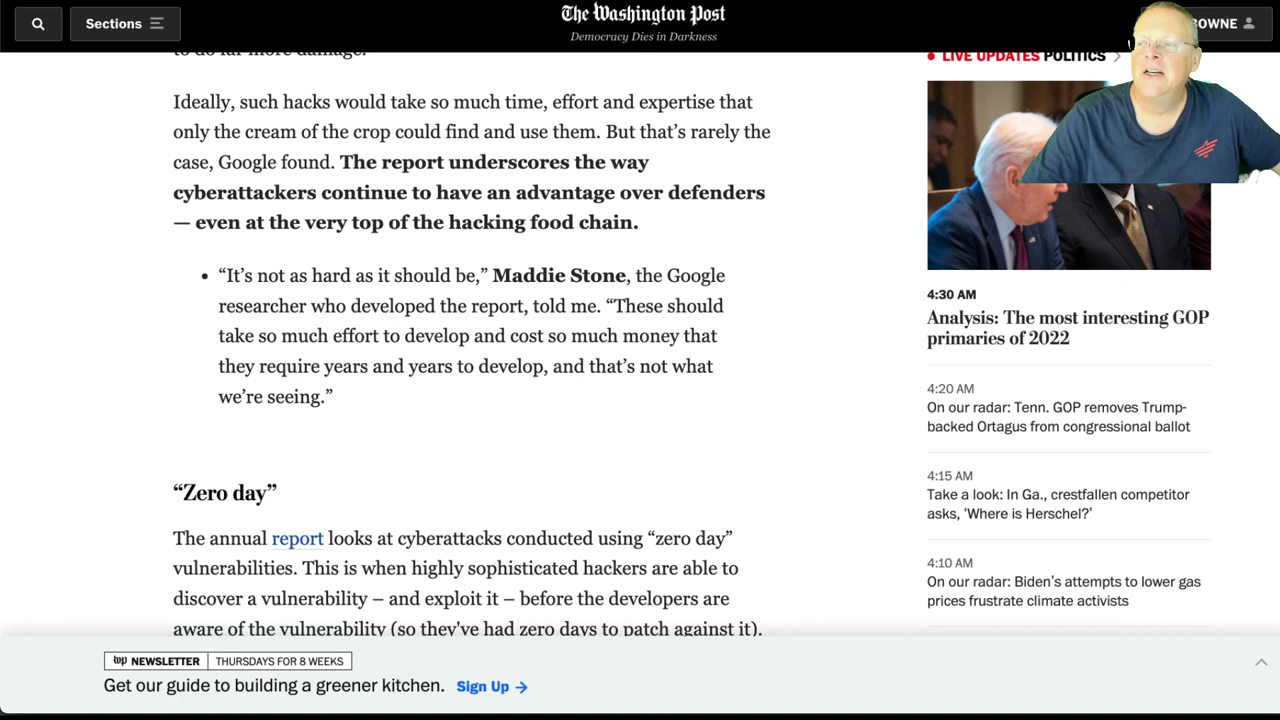 Sections
The Washington Post
Democracy Dies in Darkness
OWNE
to do far more damage.
Ideally, such hacks would take so much time, effort and expertise that
only the cream of the crop could find and use them. But that’s rarely the
case, Google found. The report underscores the way
cyberattackers continue to have an advantage over defenders
— even at the very top of the hacking food chain.
• “It’s not as hard as it should be,” Maddie Stone, the Google
researcher who developed the report, told me. “These should
take so much effort to develop and cost so much money that
they require years and years to develop, and that’s not what
we’re seeing.”
“Zero day”
The annual report looks at cyberattacks conducted using “zero day”
vulnerabilities. This is when highly sophisticated hackers are able to
discover a vulnerability – and exploit it – before the developers are
aware of the vulnerability (so they've had zero days to patch against it).
LIVE UPDATES POLITICS
4:30 AM
Analysis: The most interesting GOP
primaries of 2022
4:20 AM
On our radar: Tenn. GOP removes Trump-
backed Ortagus from congressional ballot
4:15 AM
Take a look: In Ga., crestfallen competitor
asks, ‘Where is Herschel?’
4:10 AM
On our radar: Biden’s attempts to lower gas
prices frustrate climate activists
wp NEWSLETTER THURSDAYS FOR 8 WEEKS
Get our guide to building a greener kitchen. Sign Up →